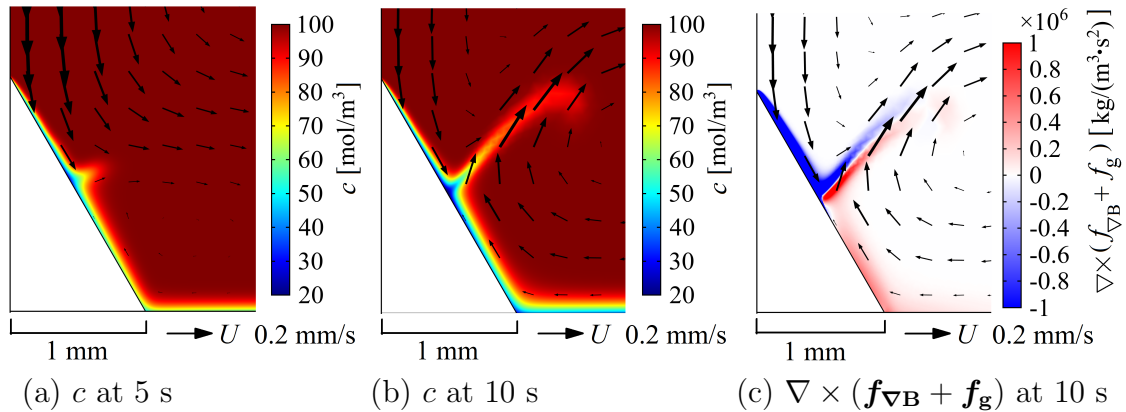 100
90
80
70
60
50
40
30
20
c [mol/m³]
1 mm
U 0.2 mm/s
(a) c at 5 s
100
90
80
70
60
50
40
30
20
c [mol/m³]
1 mm
U 0.2 mm/s
(b) c at 10 s
×10⁶
1
0.8
0.6
0.4
0.2
0
-0.2
-0.4
-0.6
-0.8
-1
∇×(f∇B + fg) [kg/(m³•s²)]
1 mm
U 0.2 mm/s
(c) ∇ × (f∇B + fg) at 10 s